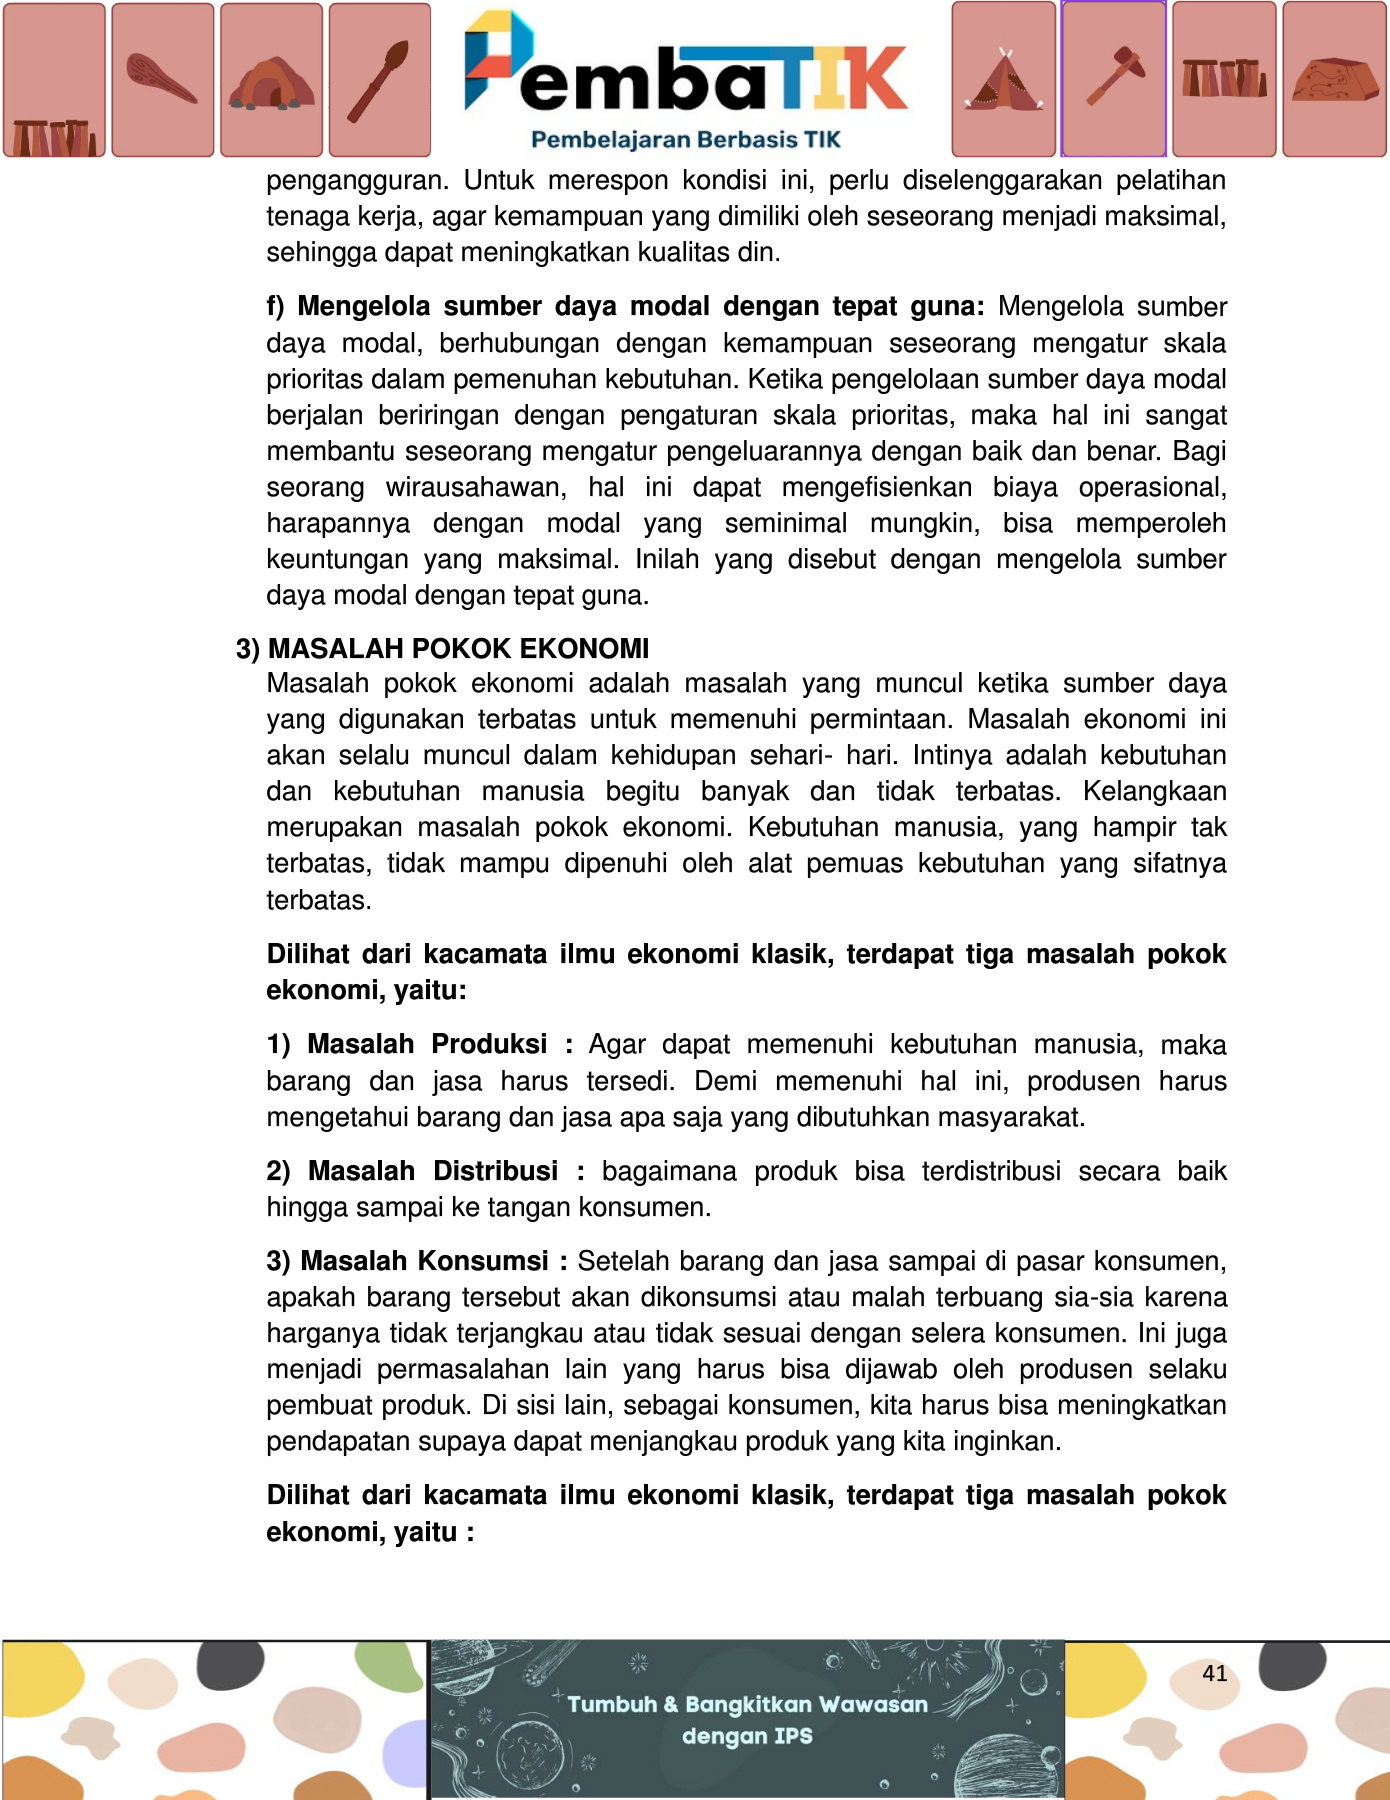 PembaTIK
Pembelajaran Berbasis TIK
pengangguran. Untuk merespon kondisi ini, perlu diselenggarakan pelatihan
tenaga kerja, agar kemampuan yang dimiliki oleh seseorang menjadi maksimal,
sehingga dapat meningkatkan kualitas din.
f) Mengelola sumber daya modal dengan tepat guna: Mengelola sumber
daya modal, berhubungan dengan kemampuan seseorang mengatur skala
prioritas dalam pemenuhan kebutuhan. Ketika pengelolaan sumber daya modal
berjalan beriringan dengan pengaturan skala prioritas, maka hal ini sangat
membantu seseorang mengatur pengeluarannya dengan baik dan benar. Bagi
seorang wirausahawan, hal ini dapat mengefisienkan biaya operasional,
harapannya dengan modal yang seminimal mungkin, bisa memperoleh
keuntungan yang maksimal. Inilah yang disebut dengan mengelola sumber
daya modal dengan tepat guna.
3) MASALAH POKOK EKONOMI
Masalah pokok ekonomi adalah masalah yang muncul ketika sumber daya
yang digunakan terbatas untuk memenuhi permintaan. Masalah ekonomi ini
akan selalu muncul dalam kehidupan sehari- hari. Intinya adalah kebutuhan
dan kebutuhan manusia begitu banyak dan tidak terbatas. Kelangkaan
merupakan masalah pokok ekonomi. Kebutuhan manusia, yang hampir tak
terbatas, tidak mampu dipenuhi oleh alat pemuas kebutuhan yang sifatnya
terbatas.
Dilihat dari kacamata ilmu ekonomi klasik, terdapat tiga masalah pokok
ekonomi, yaitu:
1) Masalah Produksi : Agar dapat memenuhi kebutuhan manusia, maka
barang dan jasa harus tersedi. Demi memenuhi hal ini, produsen harus
mengetahui barang dan jasa apa saja yang dibutuhkan masyarakat.
2) Masalah Distribusi : bagaimana produk bisa terdistribusi secara baik
hingga sampai ke tangan konsumen.
3) Masalah Konsumsi : Setelah barang dan jasa sampai di pasar konsumen,
apakah barang tersebut akan dikonsumsi atau malah terbuang sia-sia karena
harganya tidak terjangkau atau tidak sesuai dengan selera konsumen. Ini juga
menjadi permasalahan lain yang harus bisa dijawab oleh produsen selaku
pembuat produk. Di sisi lain, sebagai konsumen, kita harus bisa meningkatkan
pendapatan supaya dapat menjangkau produk yang kita inginkan.
Dilihat dari kacamata ilmu ekonomi klasik, terdapat tiga masalah pokok
ekonomi, yaitu :
41
Tumbuh & Bangkitkan Wawasan
dengan IPS